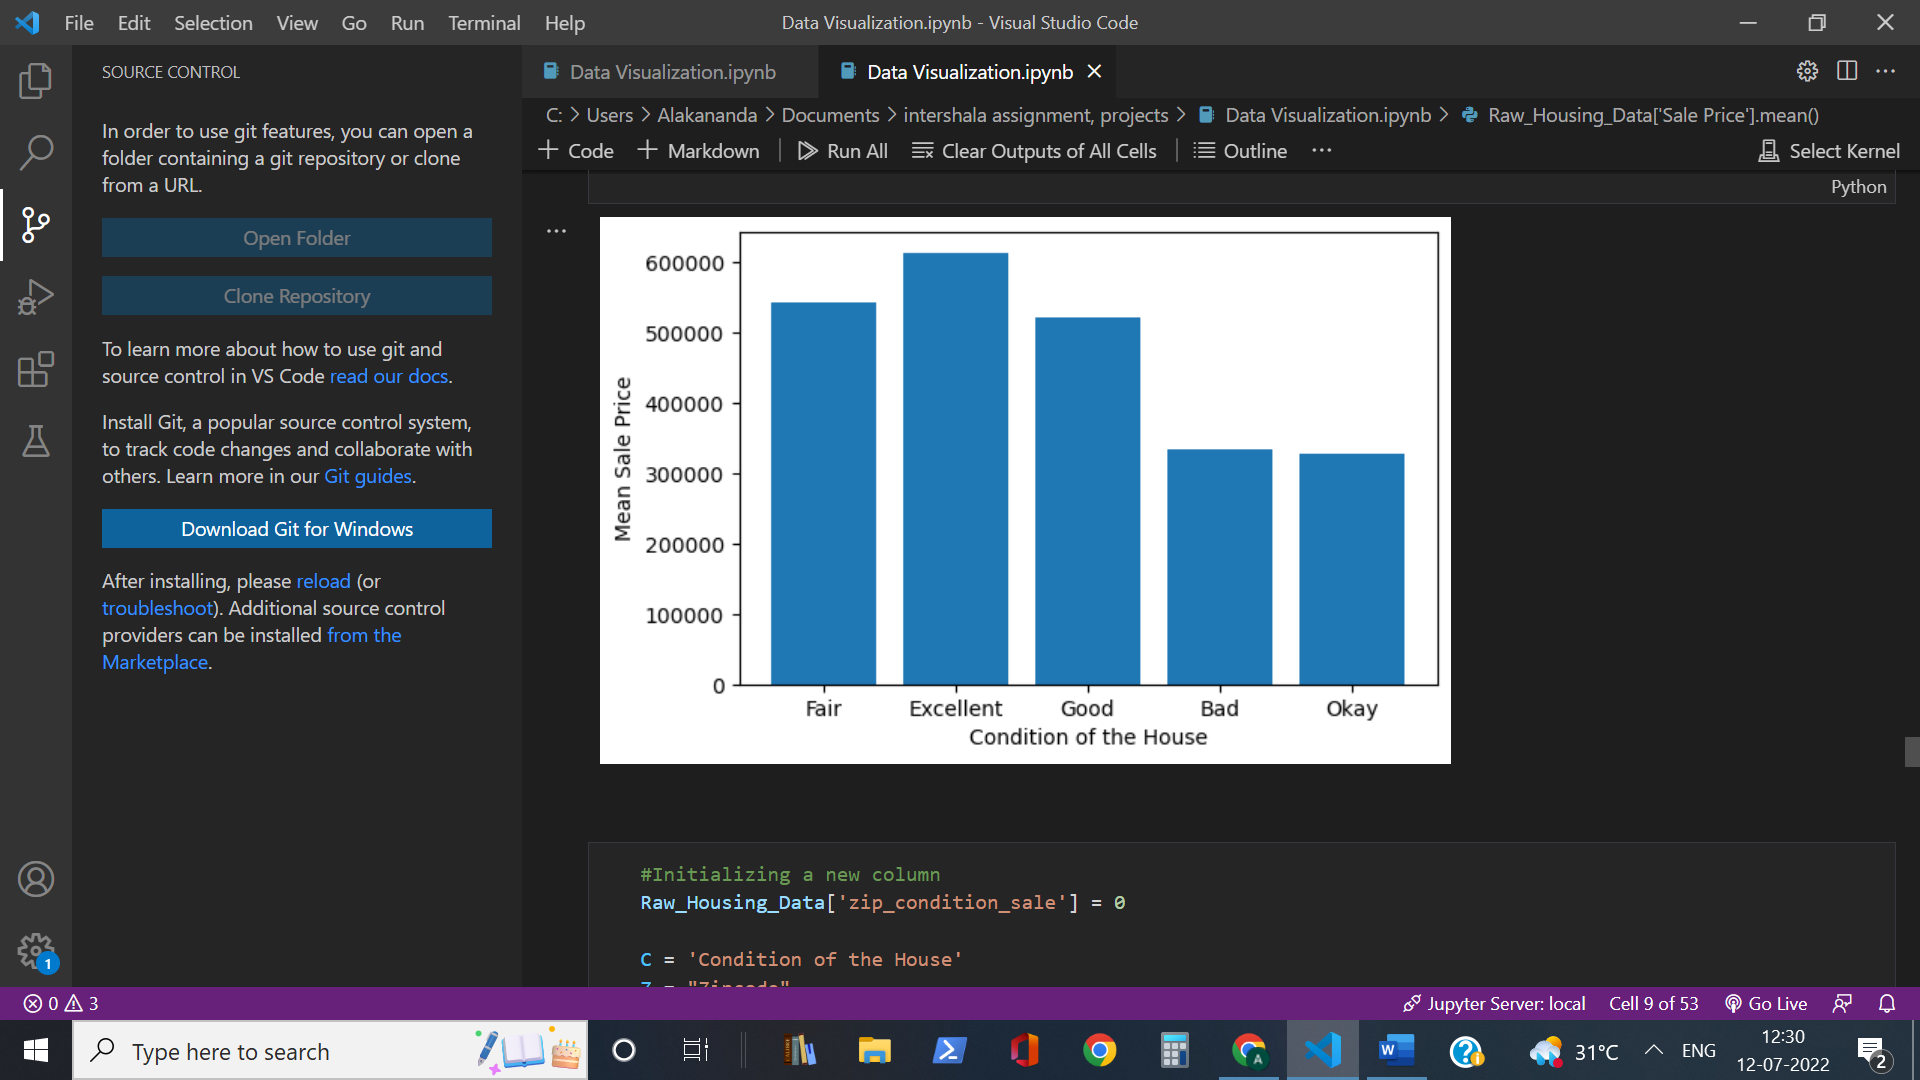 File Edit Selection View Go Run Terminal Help
Data Visualization.ipynb - Visual Studio Code
SOURCE CONTROL
In order to use git features, you can open a
folder containing a git repository or clone
from a URL.
Open Folder
Clone Repository
To learn more about how to use git and
source control in VS Code read our docs.
Install Git, a popular source control system,
to track code changes and collaborate with
others. Learn more in our Git guides.
Download Git for Windows
After installing, please reload (or
troubleshoot). Additional source control
providers can be installed from the
Marketplace.
1
Data Visualization.ipynb
Data Visualization.ipynb
C: > Users > Alakananda > Documents > intershala assignment, projects > Data Visualization.ipynb > Raw_Housing_Data['Sale Price'].mean()
+ Code + Markdown Run All Clear Outputs of All Cells Outline ... Select Kernel
Python
Mean Sale Price
600000
500000
400000
300000
200000
100000
0
Fair Excellent Good Bad Okay
Condition of the House
#Initializing a new column
Raw_Housing_Data['zip_condition_sale'] = 0
C = 'Condition of the House'
Z = "Zipcode"
0 3
Jupyter Server: local Cell 9 of 53 Go Live
Type here to search
A
W
31°C ENG
12:30
12-07-2022
2